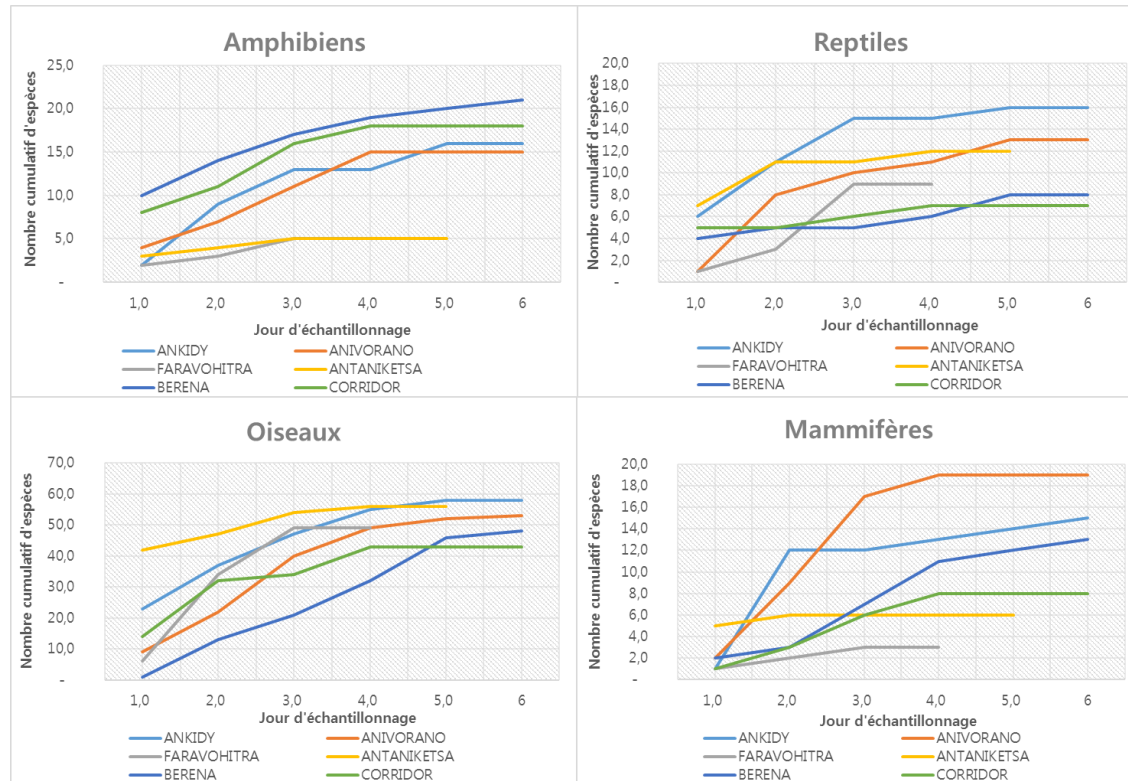 Amphibiens
Nombre cumulatif d'espèces
25,0
20,0
15,0
10,0
5,0
-
1,0 2,0 3,0 4,0 5,0 6
Jour d'échantillonnage
ANKIDY ANIVORANO
FARAVOHITRA ANTANIKETSA
BERENA CORRIDOR
Reptiles
Nombre cumulatif d'espèces
20,0
18,0
16,0
14,0
12,0
10,0
8,0
6,0
4,0
2,0
-
1,0 2,0 3,0 4,0 5,0 6
Jour d'échantillonnage
ANKIDY ANIVORANO
FARAVOHITRA ANTANIKETSA
BERENA CORRIDOR
Oiseaux
Nombre cumulatif d'espèces
70,0
60,0
50,0
40,0
30,0
20,0
10,0
-
1,0 2,0 3,0 4,0 5,0 6
Jour d'échantillonnage
ANKIDY ANIVORANO
FARAVOHITRA ANTANIKETSA
BERENA CORRIDOR
Mammifères
Nombre cumulatif d'espèces
20,0
18,0
16,0
14,0
12,0
10,0
8,0
6,0
4,0
2,0
-
1,0 2,0 3,0 4,0 5,0 6
Jour d'échantillonnage
ANKIDY ANIVORANO
FARAVOHITRA ANTANIKETSA
BERENA CORRIDOR